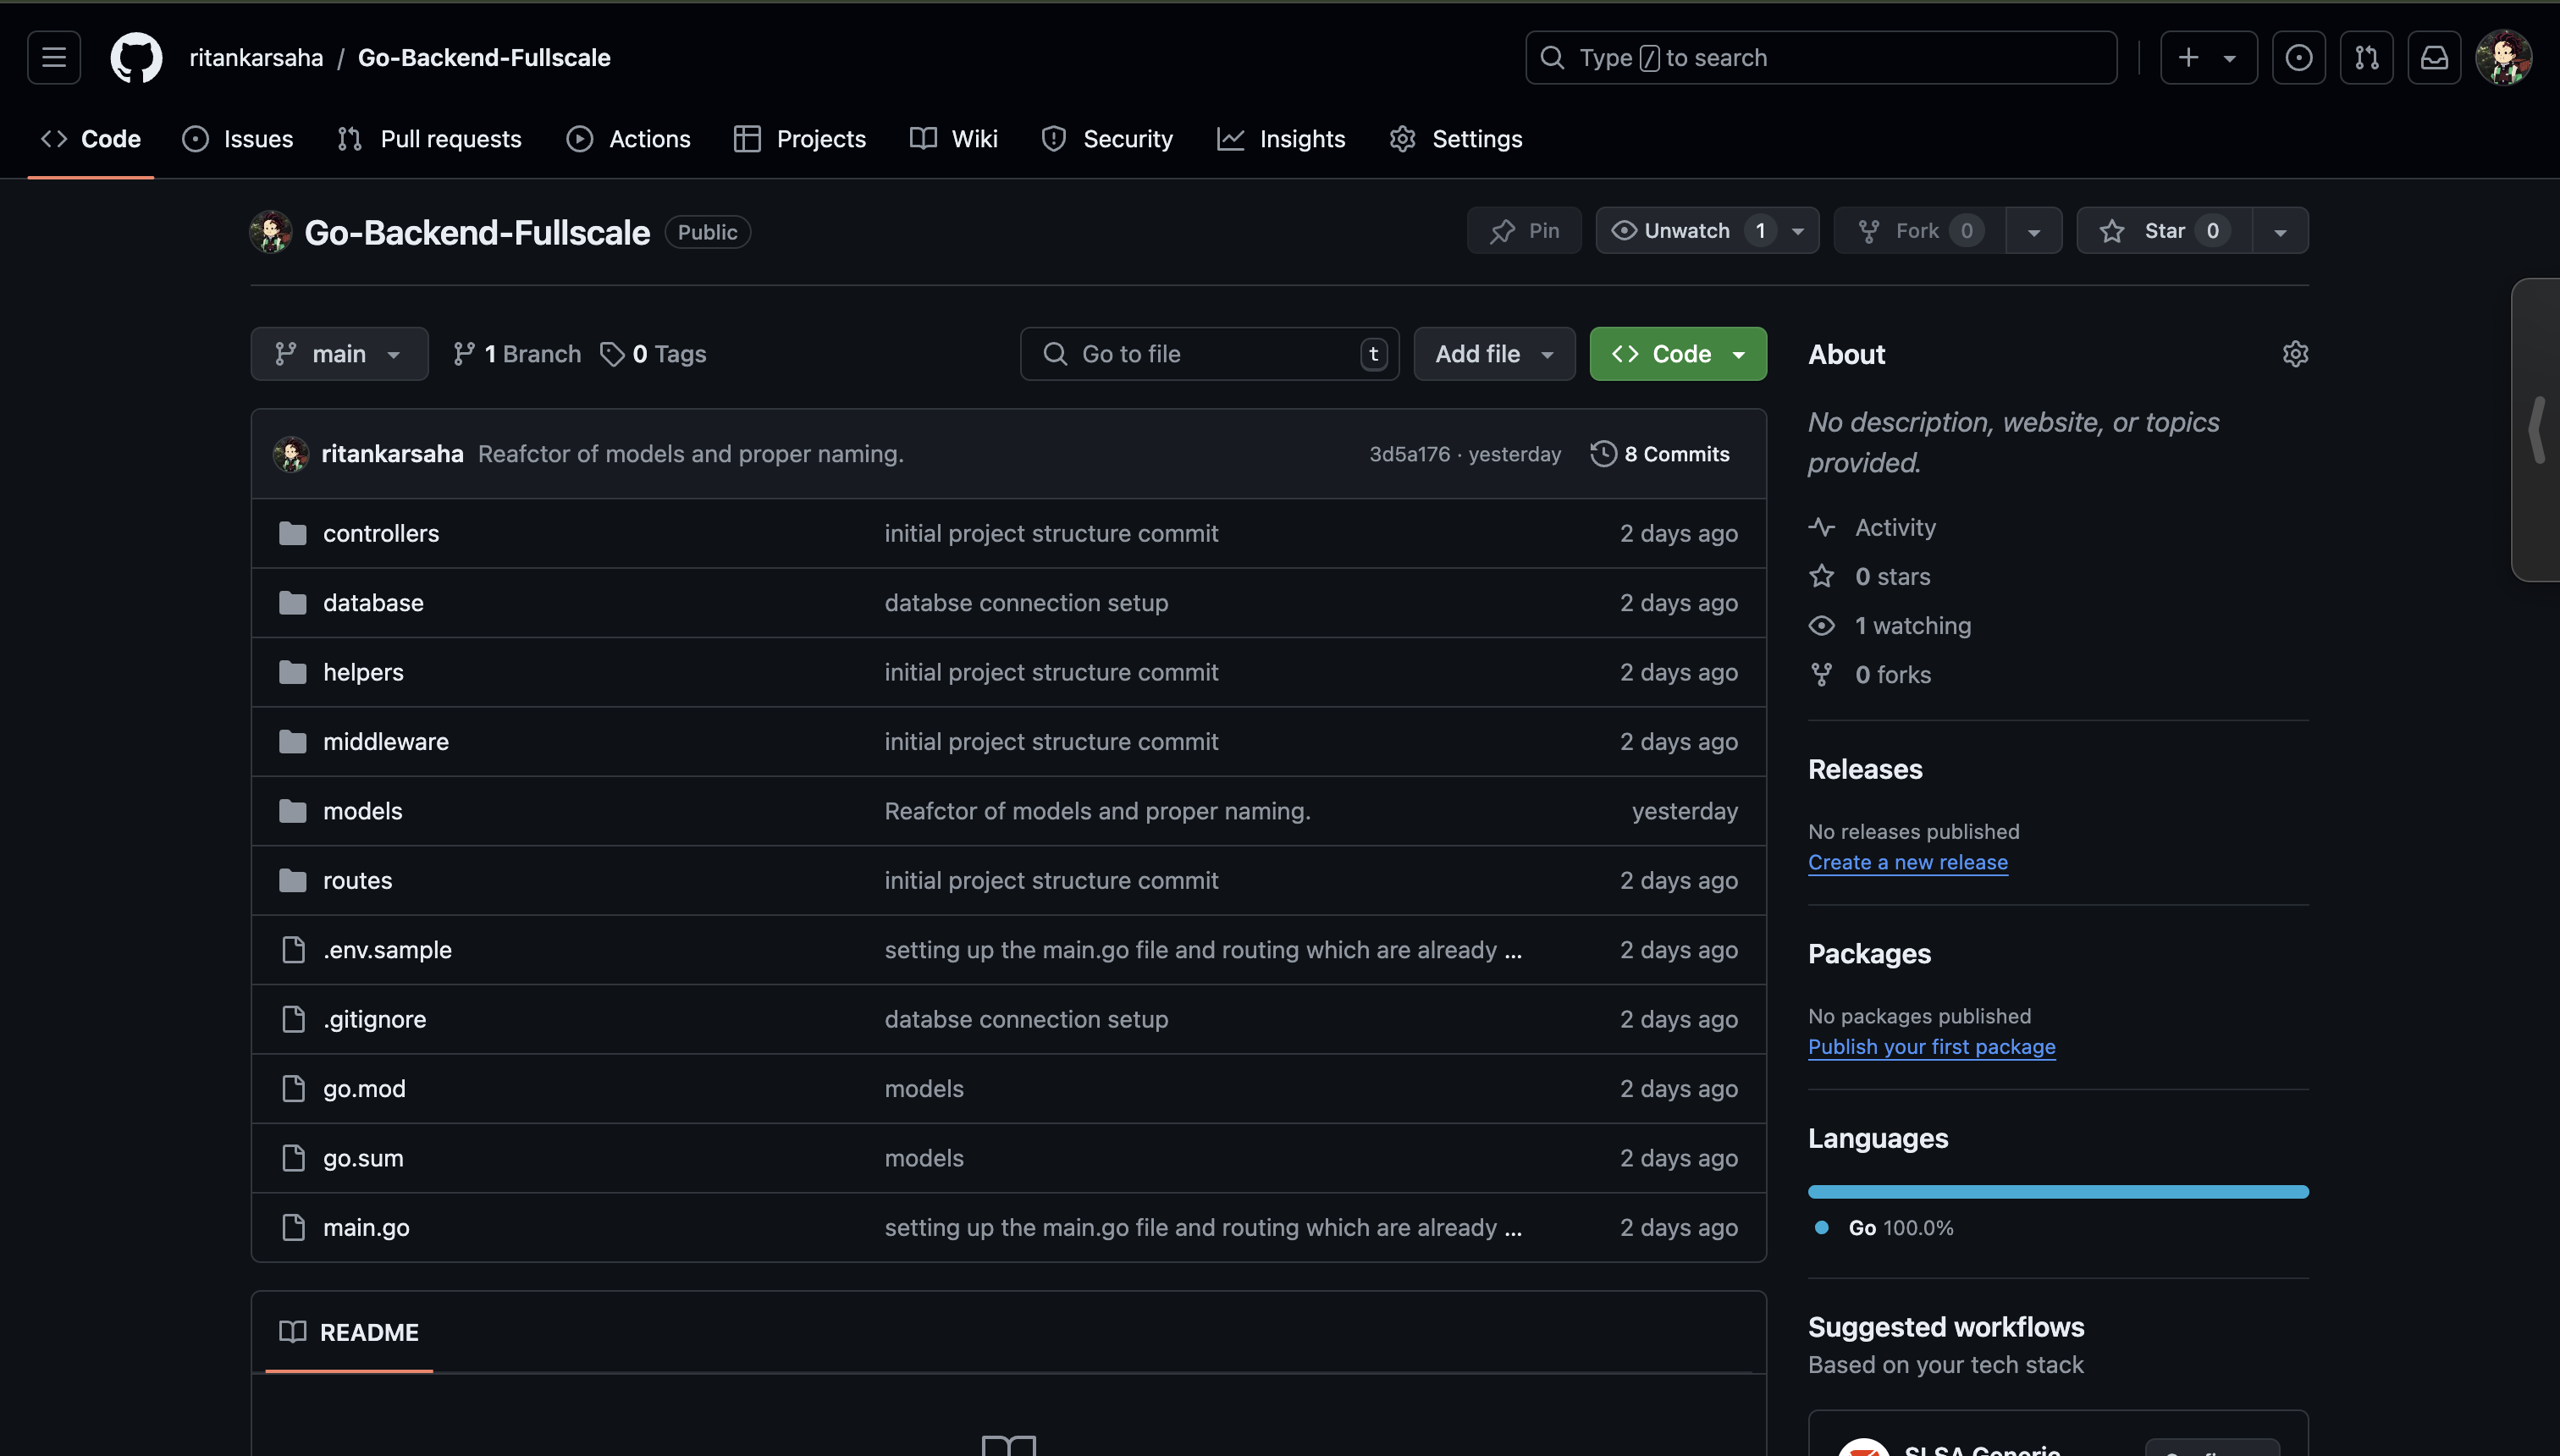 ritankarsaha / Go-Backend-Fullscale
Type / to search
Code Issues Pull requests Actions Projects Wiki Security Insights Settings
Go-Backend-Fullscale Public
Pin Unwatch 1 Fork 0 Star 0
main 1 Branch 0 Tags Go to file t Add file Code
ritankarsaha Reafctor of models and proper naming. 3d5a176 · yesterday 8 Commits
controllers initial project structure commit 2 days ago
database databse connection setup 2 days ago
helpers initial project structure commit 2 days ago
middleware initial project structure commit 2 days ago
models Reafctor of models and proper naming. yesterday
routes initial project structure commit 2 days ago
.env.sample setting up the main.go file and routing which are already ... 2 days ago
.gitignore databse connection setup 2 days ago
go.mod models 2 days ago
go.sum models 2 days ago
main.go setting up the main.go file and routing which are already ... 2 days ago
README
About
No description, website, or topics
provided.
Activity
0 stars
1 watching
0 forks
Releases
No releases published
Create a new release
Packages
No packages published
Publish your first package
Languages
Go 100.0%
Suggested workflows
Based on your tech stack
SLSA Generic